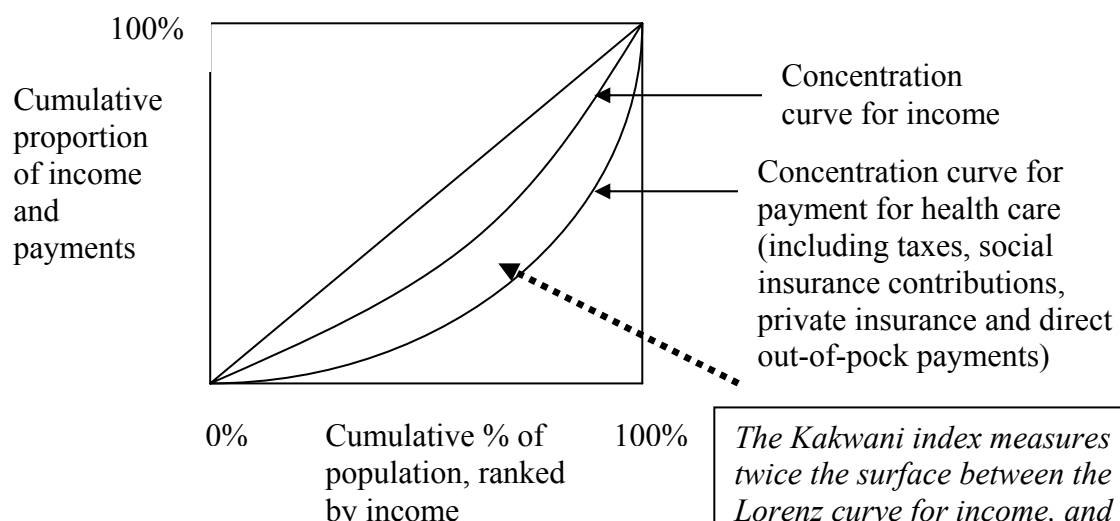 100%
Cumulative
proportion
of income
and
payments
Concentration
curve for income
Concentration curve for
payment for health care
(including taxes, social
insurance contributions,
private insurance and direct
out-of-pock payments)
0%
Cumulative % of
population, ranked
by income
100%
The Kakwani index measures
twice the surface between the
Lorenz curve for income, and